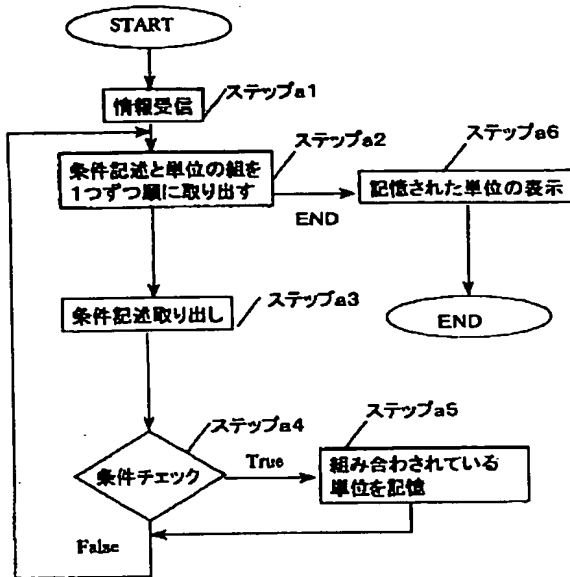 START
ステップa1
情報受信
ステップa2
ステップa6
条件記述と単位の組を
1つずつ順に取り出す
記憶された単位の表示
END
ステップa3
条件記述取り出し
END
ステップa4
ステップa5
条件チェック
True
組み合わされている
単位を記憶
False